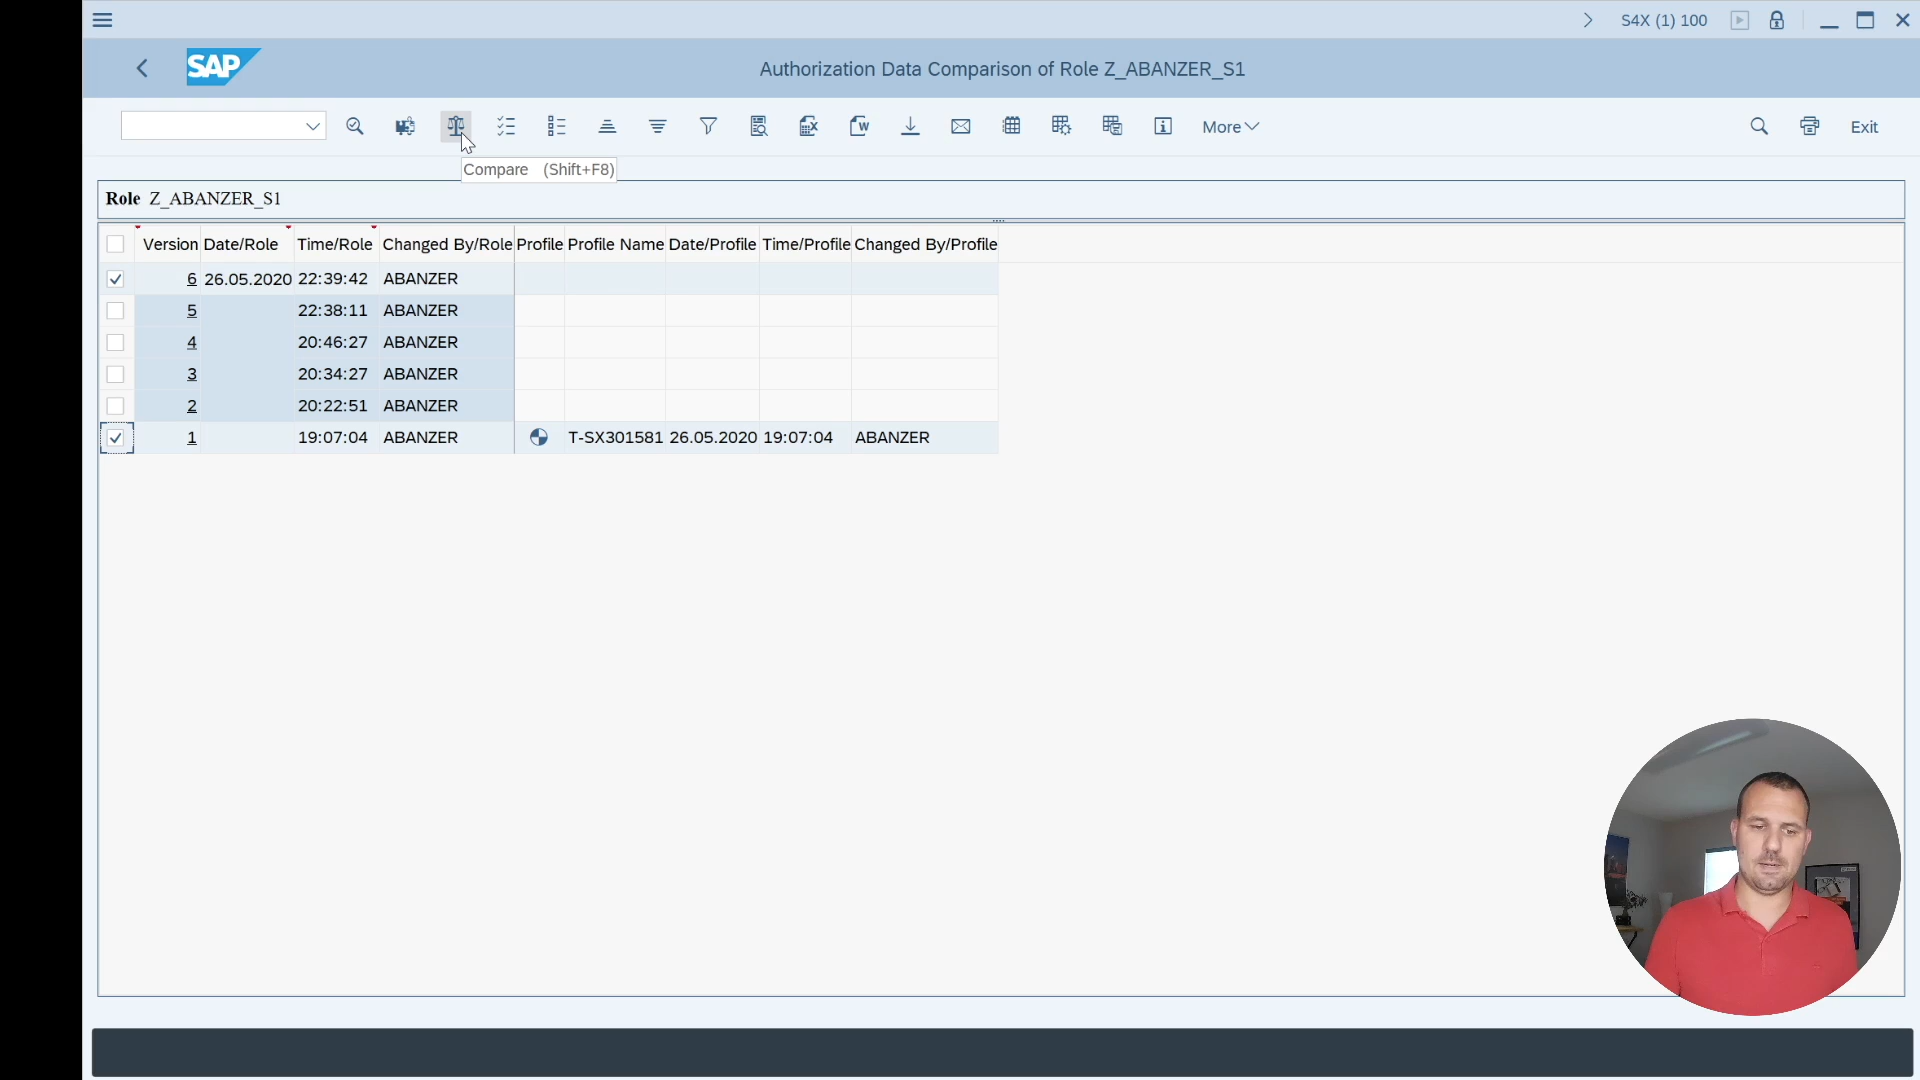 S4X (1) 100
SAP
Authorization Data Comparison of Role Z_ABANZER_S1
More
Exit
Compare (Shift+F8)
Role Z_ABANZER_S1
Version Date/Role Time/Role Changed By/Role Profile Profile Name Date/Profile Time/Profile Changed By/Profile
6 26.05.2020 22:39:42 ABANZER
5 22:38:11 ABANZER
4 20:46:27 ABANZER
3 20:34:27 ABANZER
2 20:22:51 ABANZER
1 19:07:04 ABANZER T-SX301581 26.05.2020 19:07:04 ABANZER